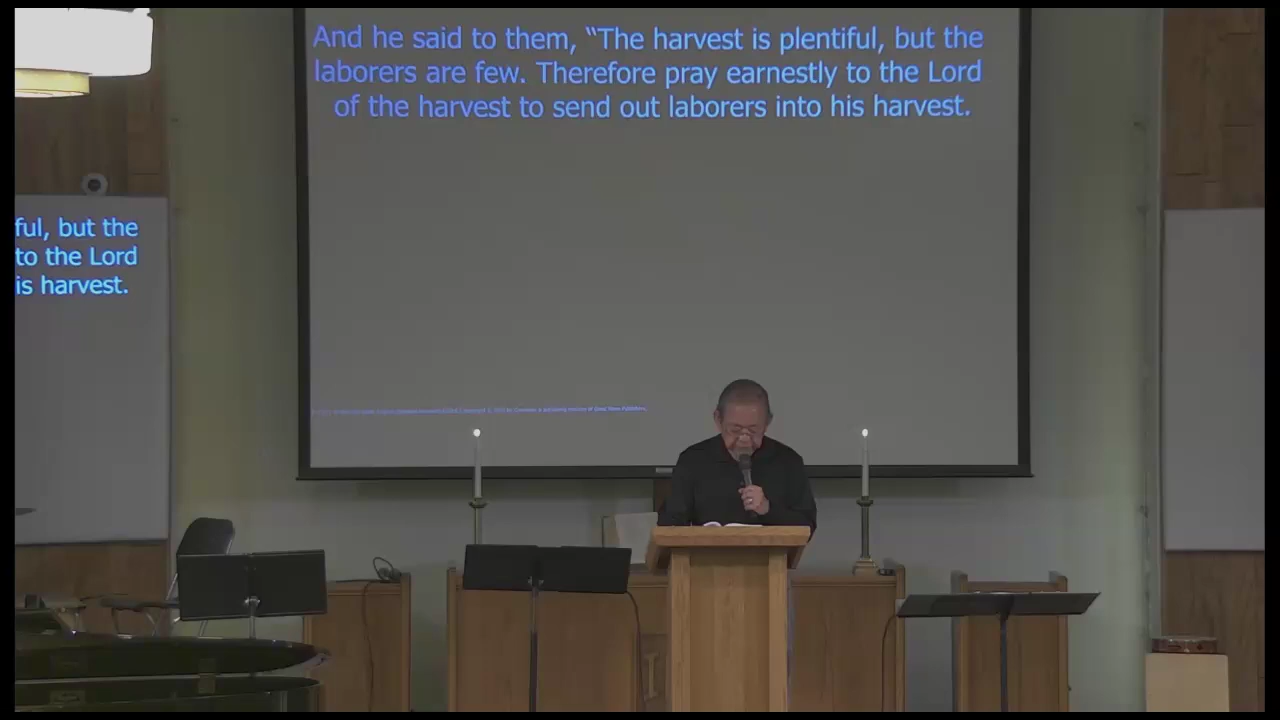 And he said to them, “The harvest is plentiful, but the
laborers are few. Therefore pray earnestly to the Lord
of the harvest to send out laborers into his harvest.
ful, but the
to the Lord
is harvest.